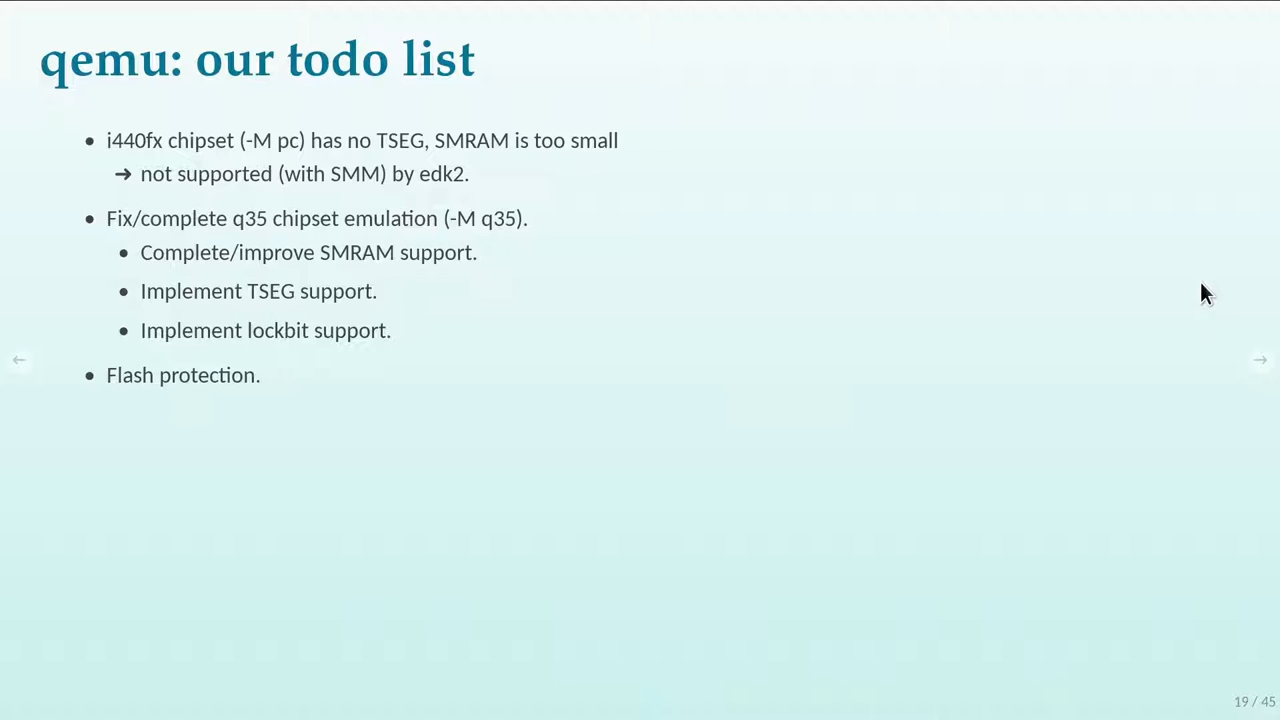 qemu: our todo list
• i440fx chipset (-M pc) has no TSEG, SMRAM is too small
➜ not supported (with SMM) by edk2.
• Fix/complete q35 chipset emulation (-M q35).
• Complete/improve SMRAM support.
• Implement TSEG support.
• Implement lockbit support.
• Flash protection.
← →
19 / 45